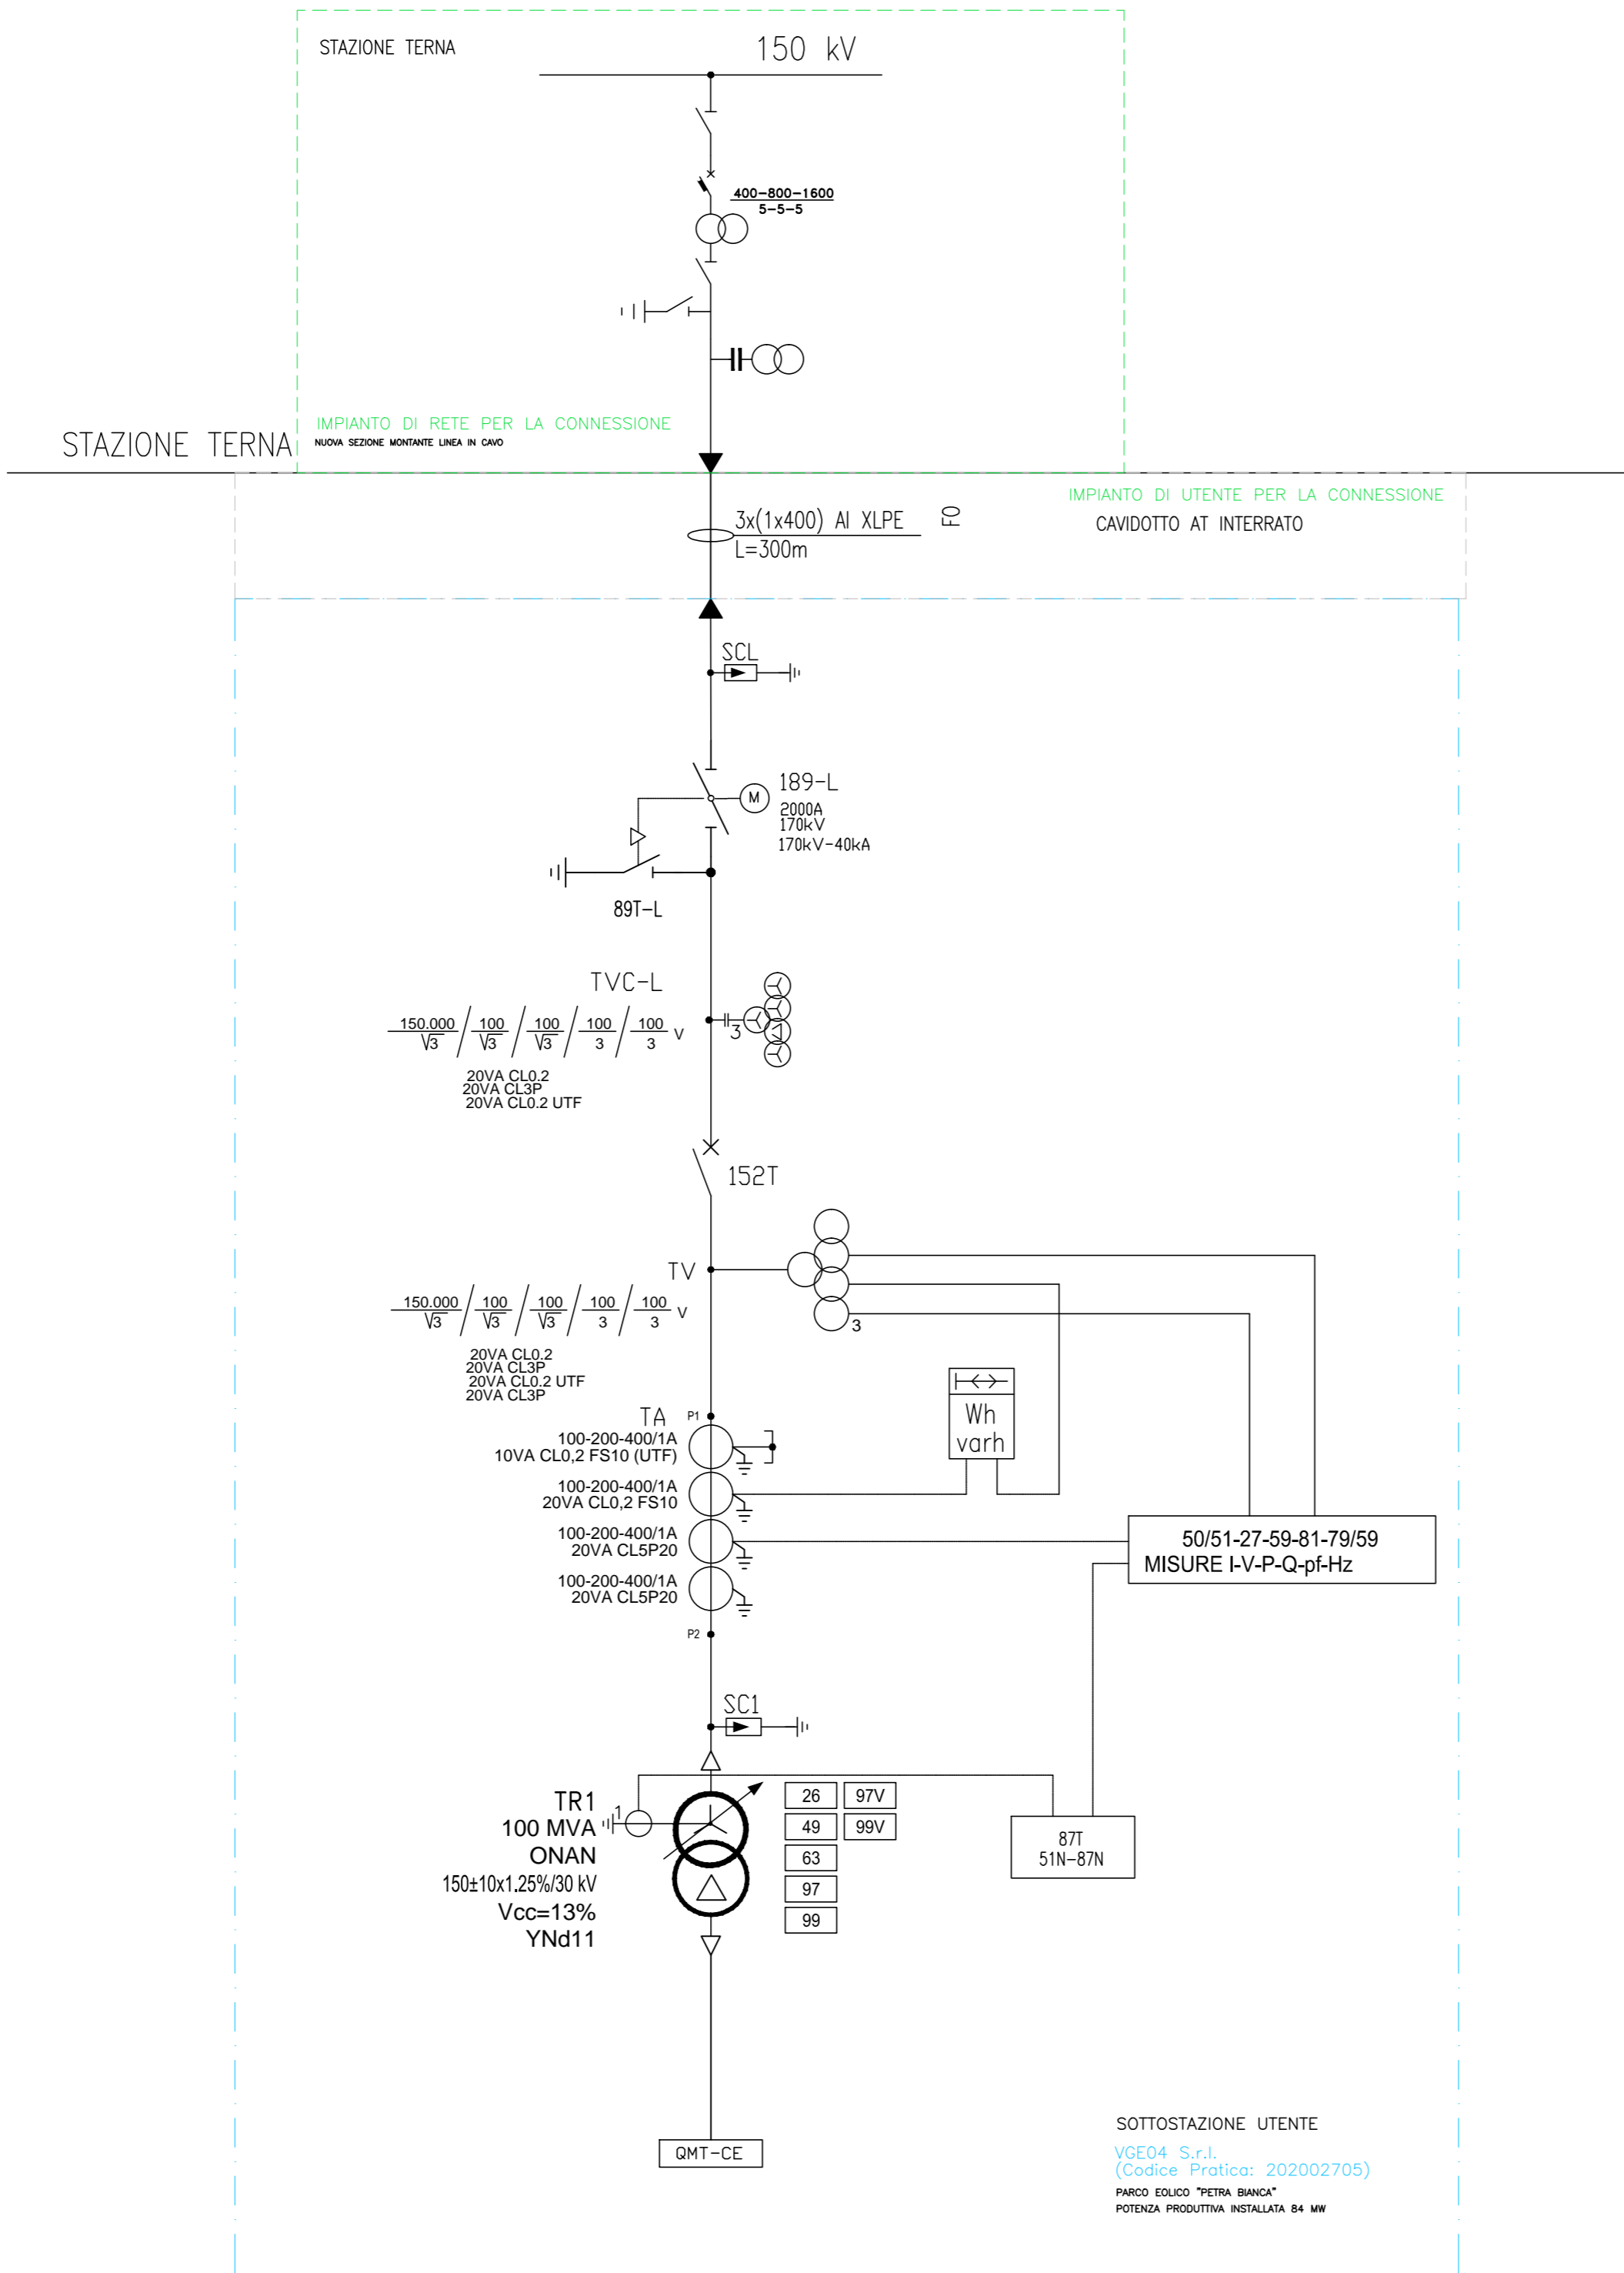 STAZIONE TERNA
150 kV
400-800-1600
5-5-5
IMPIANTO DI RETE PER LA CONNESSIONE
NUOVA SEZIONE MONTANTE LINEA IN CAVO
STAZIONE TERNA
IMPIANTO DI UTENTE PER LA CONNESSIONE
CAVIDOTTO AT INTERRATO
3x(1x400) Al XLPE
L=300m
FO
SCL
189-L
M
2000A
170kV
170kV-40kA
89T-L
TVC-L
150.000/√3 / 100/√3 / 100/√3 / 100/3 / 100/3 V
3
20VA CL0.2
20VA CL3P
20VA CL0.2 UTF
152T
TV
150.000/√3 / 100/√3 / 100/√3 / 100/3 / 100/3 V
3
20VA CL0.2
20VA CL3P
20VA CL0.2 UTF
20VA CL3P
TA
P1
100-200-400/1A
10VA CL0,2 FS10 (UTF)
100-200-400/1A
20VA CL0,2 FS10
100-200-400/1A
20VA CL5P20
100-200-400/1A
20VA CL5P20
P2
Wh
varh
50/51-27-59-81-79/59
MISURE I-V-P-Q-pf-Hz
SC1
TR1
100 MVA
ONAN
150±10x1.25%/30 kV
Vcc=13%
YNd11
1
26 97V
49 99V
63
97
99
87T
51N-87N
QMT-CE
SOTTOSTAZIONE UTENTE
VGE04 S.r.l.
(Codice Pratica: 202002705)
PARCO EOLICO "PETRA BIANCA"
POTENZA PRODUTTIVA INSTALLATA 84 MW